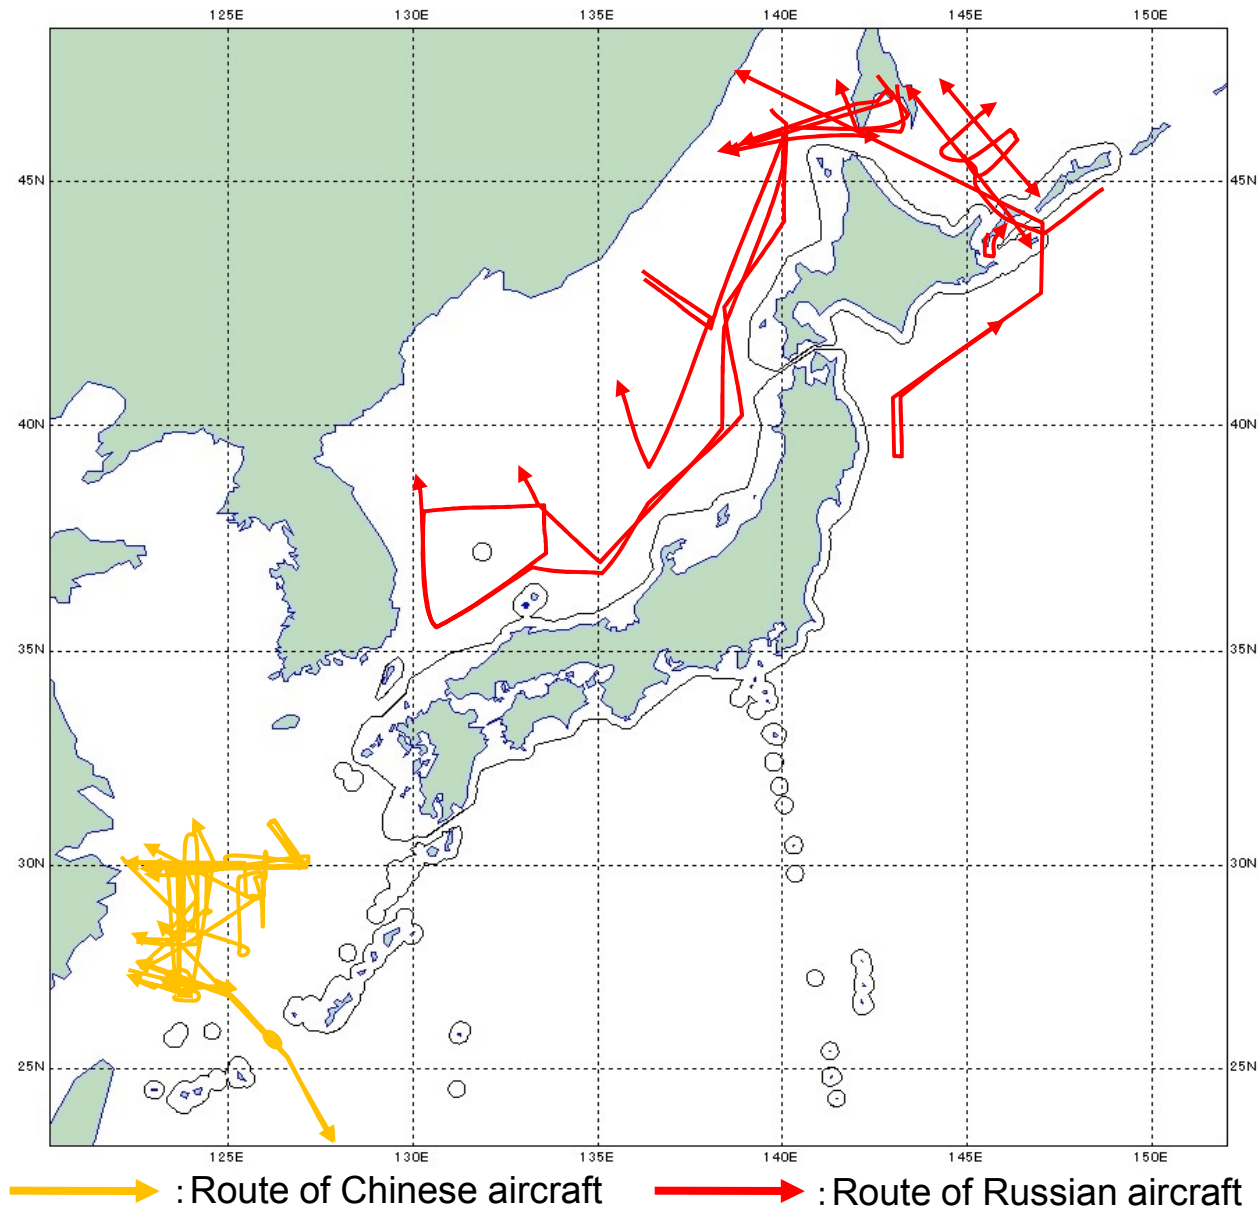 125E 130E 135E 140E 145E 150E
45N 45N
40N 40N
35N 35N
30N 30N
25N 25N
125E 130E 135E 140E 145E 150E
: Route of Chinese aircraft : Route of Russian aircraft